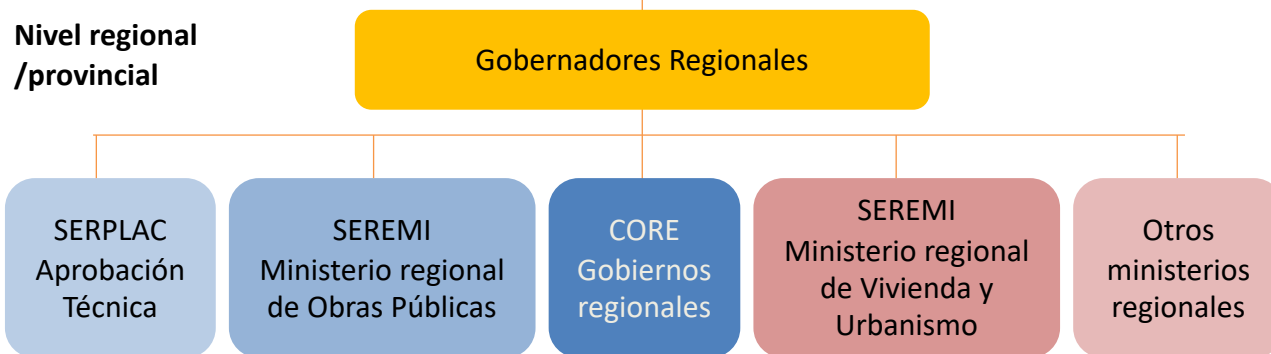 Nivel regional
/provincial
Gobernadores Regionales
SERPLAC
Aprobación
Técnica
SEREMI
Ministerio regional
de Obras Públicas
CORE
Gobiernos
regionales
SEREMI
Ministerio regional
de Vivienda y
Urbanismo
Otros
ministerios
regionales